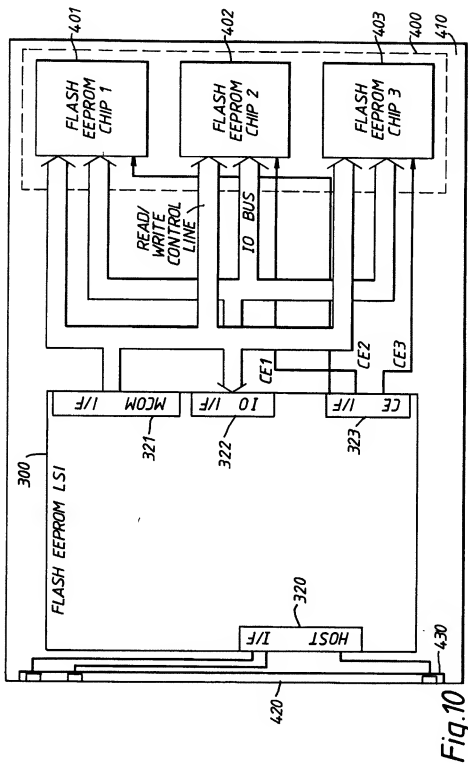 401
402
403
400
410
FLASH
EEPROM
CHIP 1
FLASH
EEPROM
CHIP 2
FLASH
EEPROM
CHIP 3
READ/
WRITE
CONTROL
LINE
IO BUS
CE1
CE2
CE3
300
FLASH EEPROM LSI
MCOM I/F
321
IO I/F
322
CE I/F
323
HOST I/F
320
420
430
Fig.10